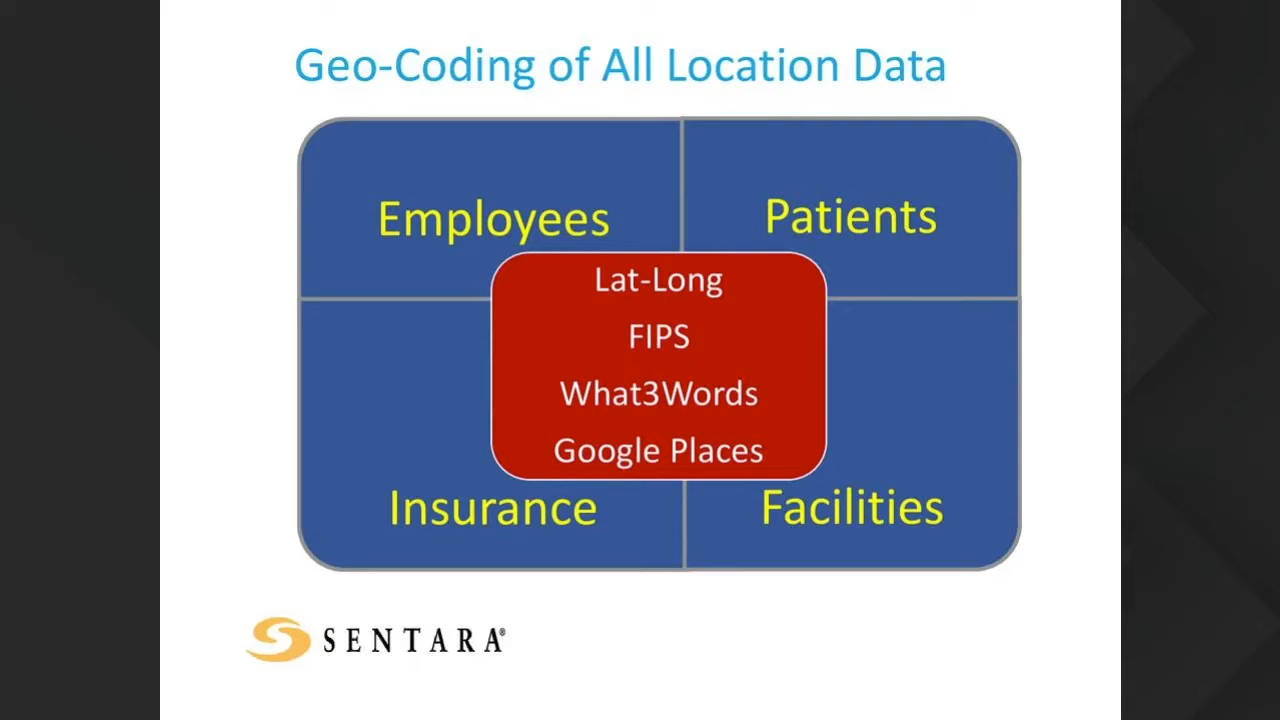 Geo-Coding of All Location Data
Employees
Patients
Lat-Long
FIPS
What3Words
Google Places
Insurance
Facilities
SENTARA®